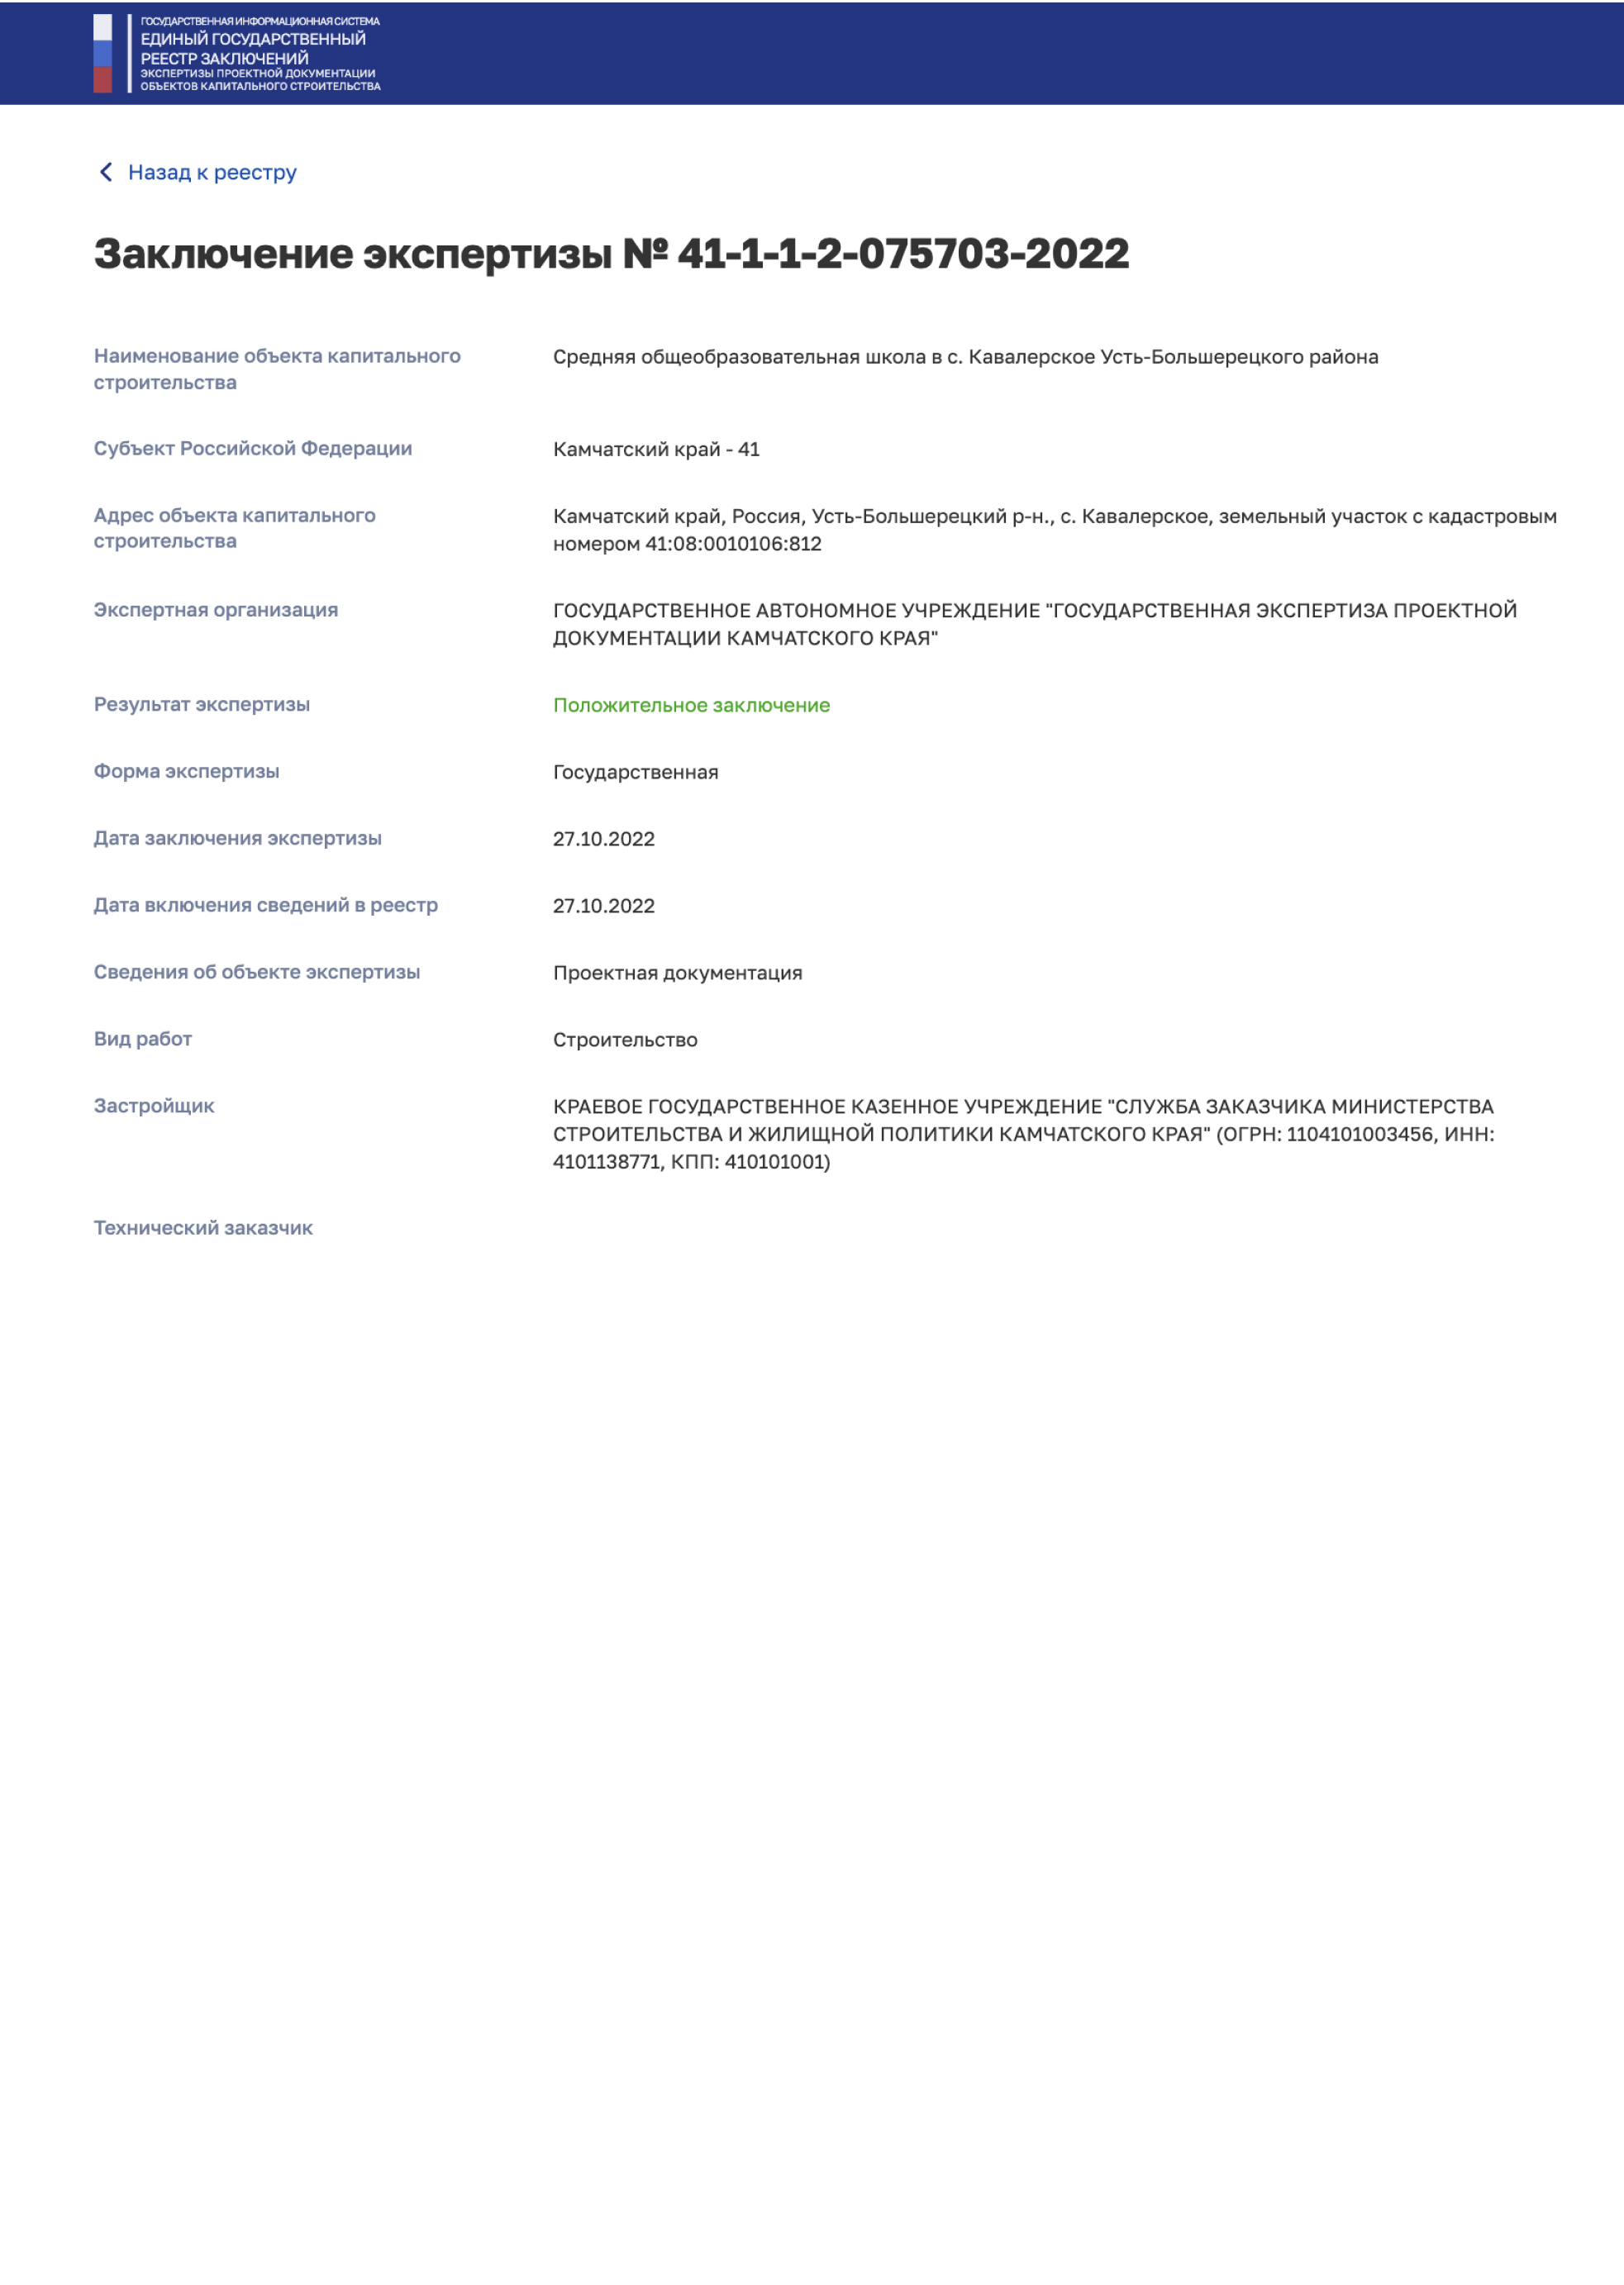 ГОСУДАРСТВЕННАЯ ИНФОРМАЦИОННАЯ СИСТЕМА
ЕДИНЫЙ ГОСУДАРСТВЕННЫЙ
РЕЕСТР ЗАКЛЮЧЕНИЙ
ЭКСПЕРТИЗЫ ПРОЕКТНОЙ ДОКУМЕНТАЦИИ
ОБЪЕКТОВ КАПИТАЛЬНОГО СТРОИТЕЛЬСТВА
Назад к реестру
Заключение экспертизы № 41-1-1-2-075703-2022
Наименование объекта капитального
строительства
Средняя общеобразовательная школа в с. Кавалерское Усть-Большерецкого района
Субъект Российской Федерации
Камчатский край - 41
Адрес объекта капитального
строительства
Камчатский край, Россия, Усть-Большерецкий р-н., с. Кавалерское, земельный участок с кадастровым
номером 41:08:0010106:812
Экспертная организация
ГОСУДАРСТВЕННОЕ АВТОНОМНОЕ УЧРЕЖДЕНИЕ "ГОСУДАРСТВЕННАЯ ЭКСПЕРТИЗА ПРОЕКТНОЙ
ДОКУМЕНТАЦИИ КАМЧАТСКОГО КРАЯ"
Результат экспертизы
Положительное заключение
Форма экспертизы
Государственная
Дата заключения экспертизы
27.10.2022
Дата включения сведений в реестр
27.10.2022
Сведения об объекте экспертизы
Проектная документация
Вид работ
Строительство
Застройщик
КРАЕВОЕ ГОСУДАРСТВЕННОЕ КАЗЕННОЕ УЧРЕЖДЕНИЕ "СЛУЖБА ЗАКАЗЧИКА МИНИСТЕРСТВА
СТРОИТЕЛЬСТВА И ЖИЛИЩНОЙ ПОЛИТИКИ КАМЧАТСКОГО КРАЯ" (ОГРН: 1104101003456, ИНН:
4101138771, КПП: 410101001)
Технический заказчик